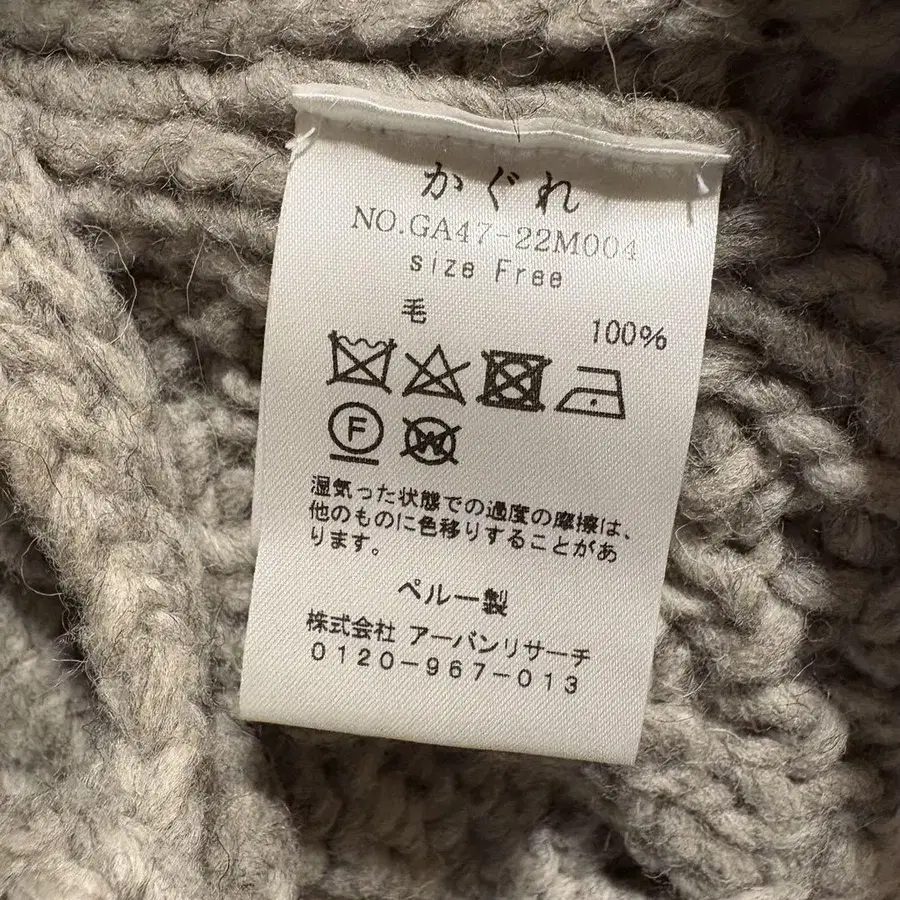 かぐれ
NO.GA47-22M004
size Free
毛 100%
F W
湿気った状態での過度の摩擦は、
他のものに色移りすることがあ
ります。
ペルー製
株式会社 アーバンリサーチ
0120-967-013